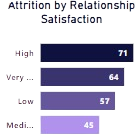 Attrition by Relationship
Satisfaction
High 71
Very ... 64
Low 57
Medi... 45